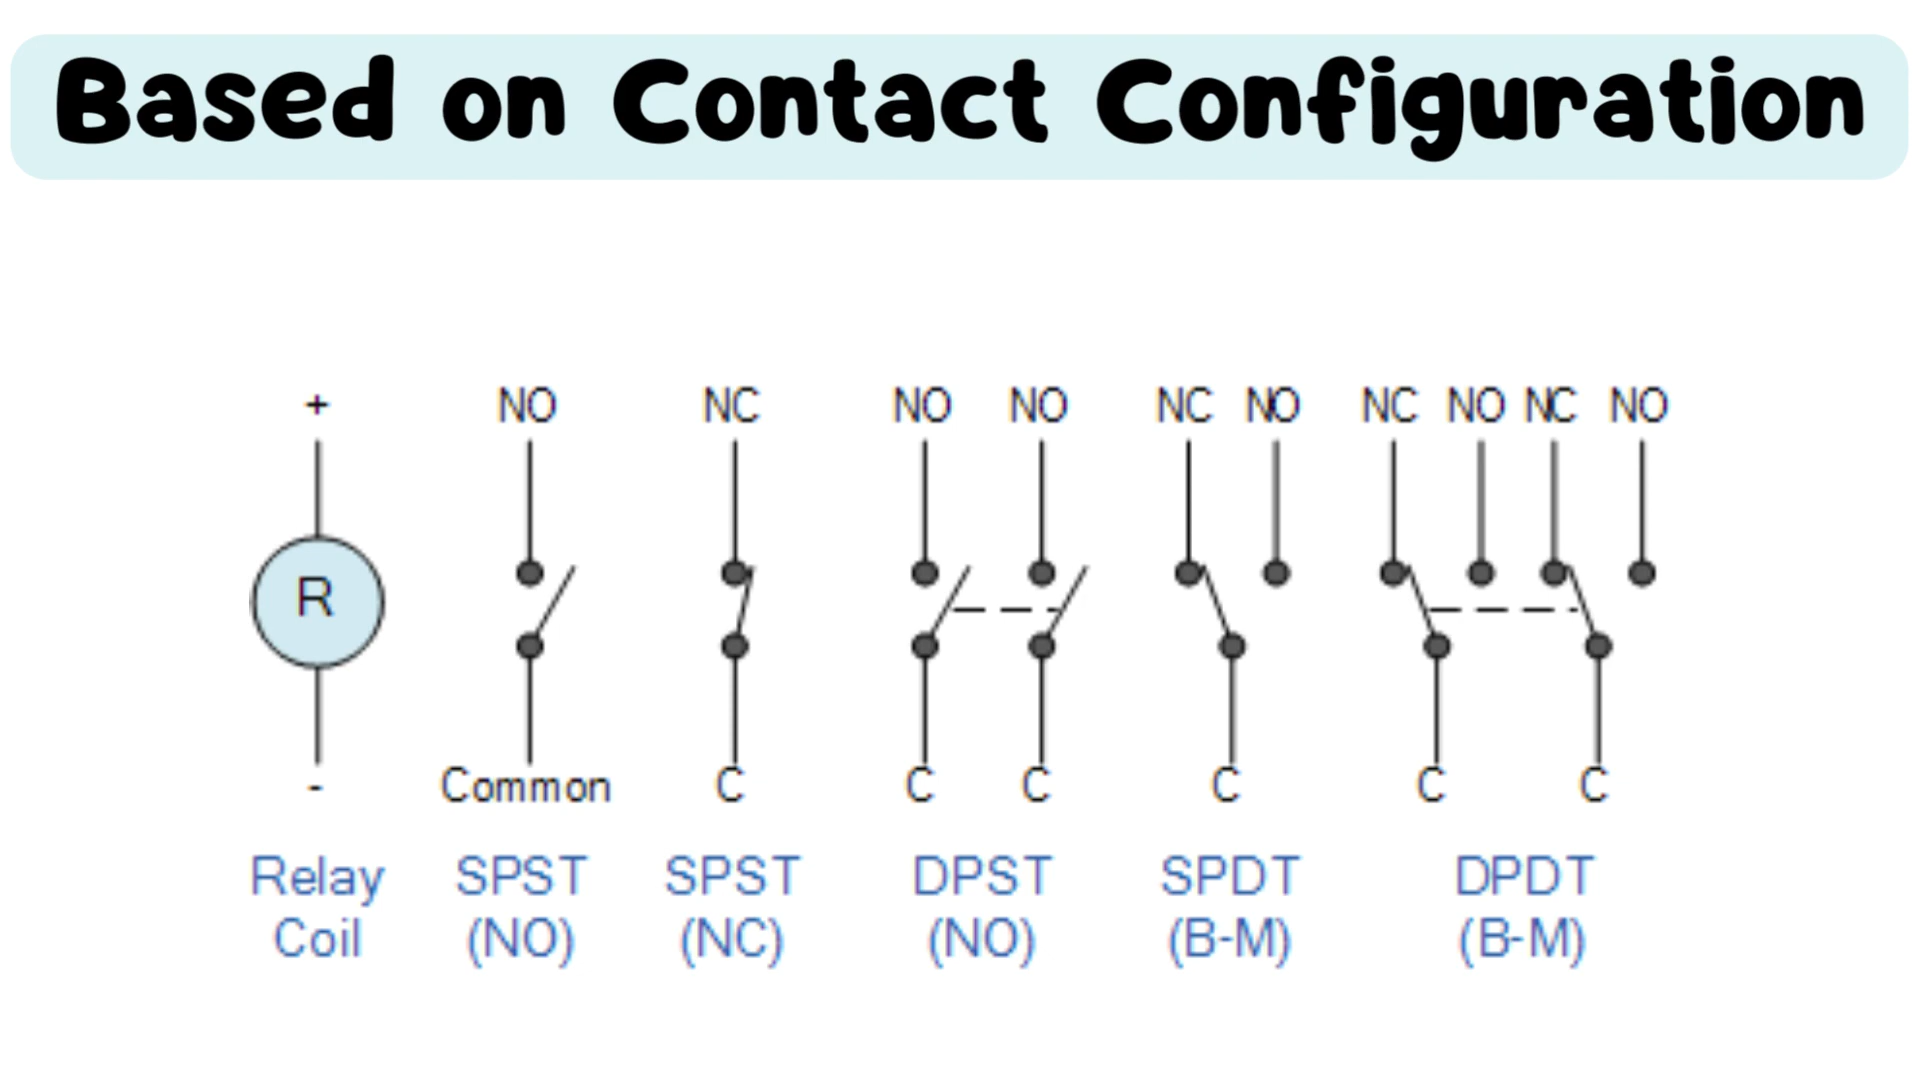 Based on Contact Configuration
+ NO NC NO NO NC NO NC NO NC NO
R
- Common C C C C C C
Relay SPST SPST DPST SPDT DPDT
Coil (NO) (NC) (NO) (B-M) (B-M)